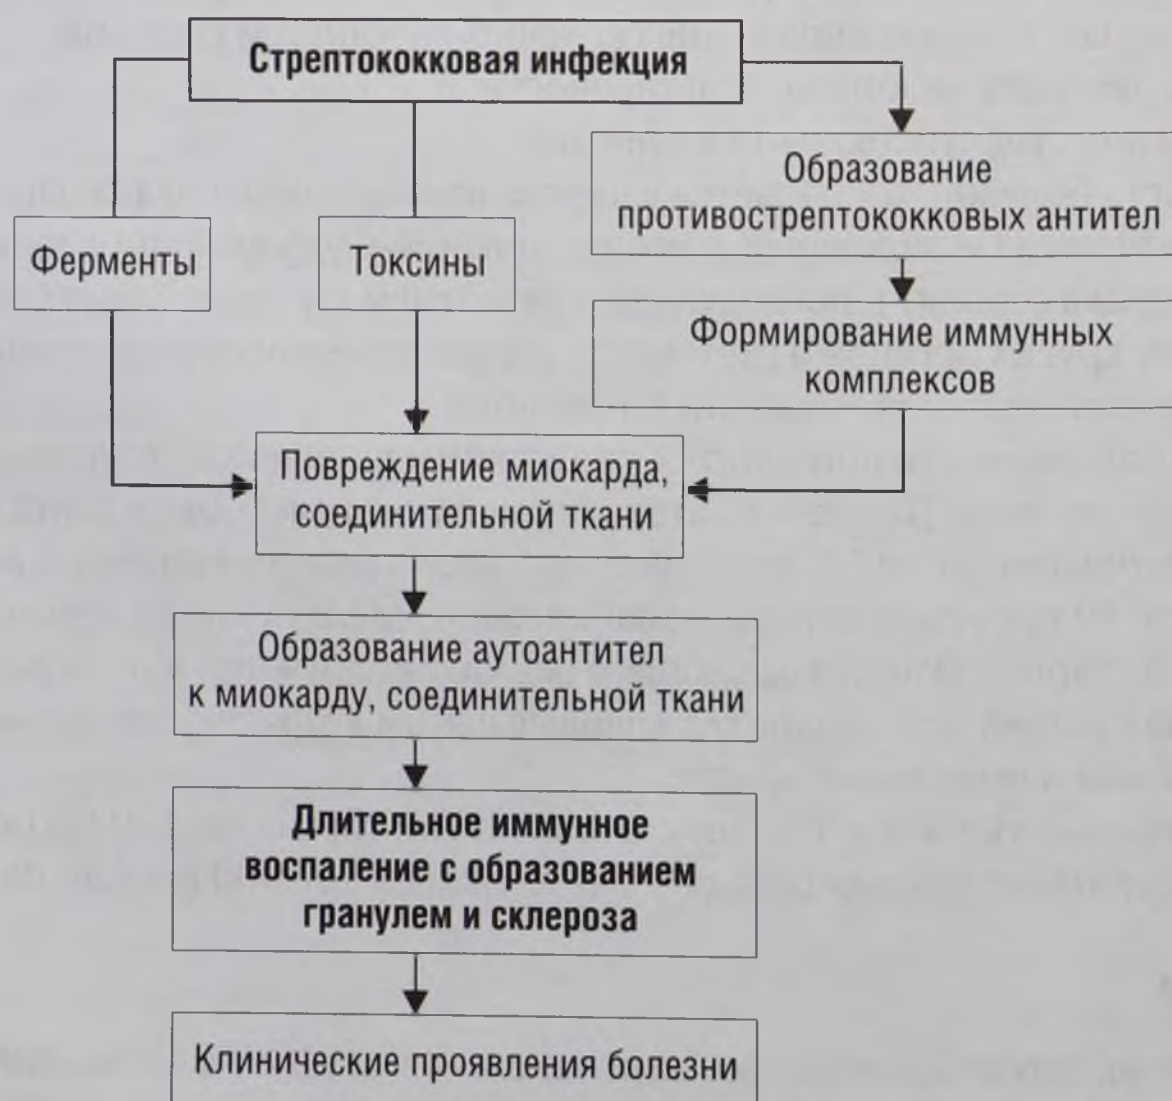 Стрептококковая инфекция
Образование
противострептококковых антител
Ферменты
Токсины
Формирование иммунных
комплексов
Повреждение миокарда,
соединительной ткани
Образование аутоантител
к миокарду, соединительной ткани
Длительное иммунное
воспаление с образованием
гранулем и склероза
Клинические проявления болезни